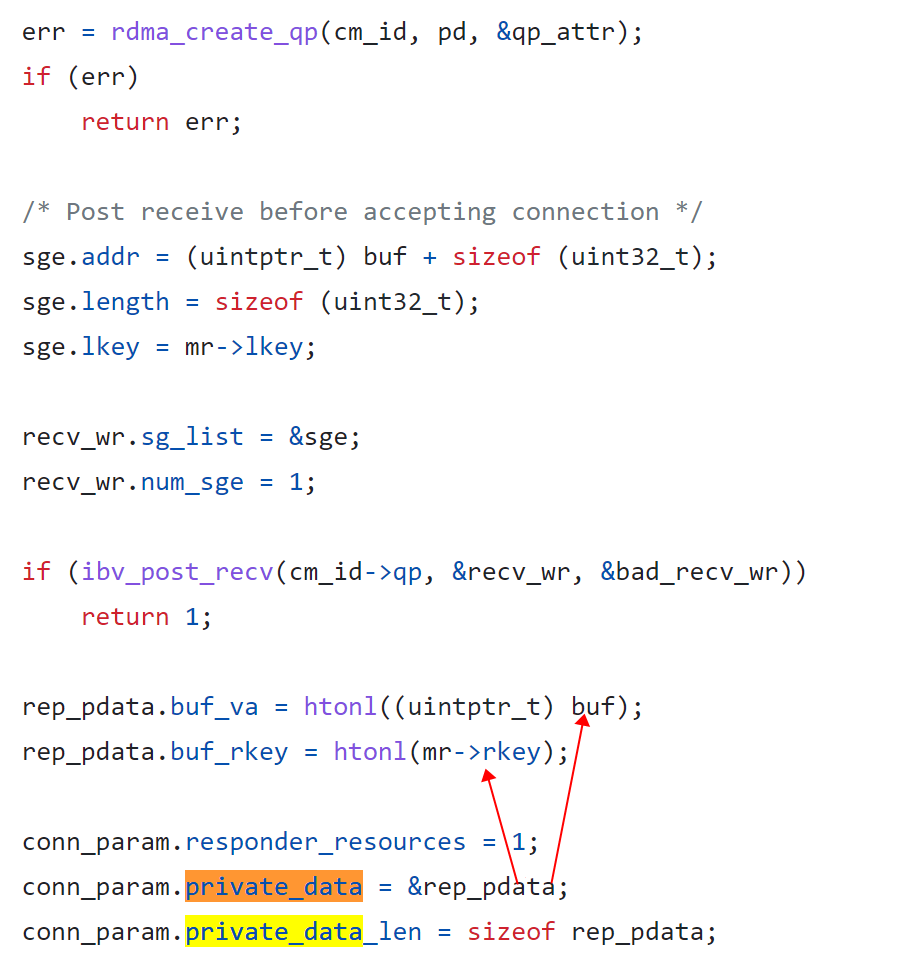 err = rdma_create_qp(cm_id, pd, &qp_attr);
if (err)
    return err;
/* Post receive before accepting connection */
sge.addr = (uintptr_t) buf + sizeof (uint32_t);
sge.length = sizeof (uint32_t);
sge.lkey = mr->lkey;
recv_wr.sg_list = &sge;
recv_wr.num_sge = 1;
if (ibv_post_recv(cm_id->qp, &recv_wr, &bad_recv_wr))
    return 1;
rep_pdata.buf_va = htonl((uintptr_t) buf);
rep_pdata.buf_rkey = htonl(mr->rkey);
conn_param.responder_resources = 1;
conn_param.private_data = &rep_pdata;
conn_param.private_data_len = sizeof rep_pdata;